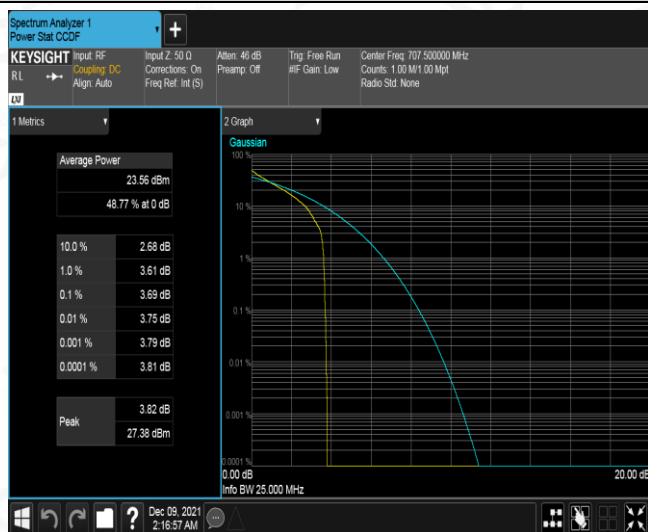 Spectrum Analyzer 1
Power Stat CCDF
+
KEYSIGHT
RL
LXI
Input: RF
Coupling: DC
Align: Auto
Input Z: 50 Ω
Corrections: On
Freq Ref: Int (S)
Atten: 46 dB
Preamp: Off
Trig: Free Run
#IF Gain: Low
Center Freq: 707.500000 MHz
Counts: 1.00 M/1.00 Mpt
Radio Std: None
1 Metrics
Average Power
23.56 dBm
48.77 % at 0 dB
10.0 % 2.68 dB
1.0 % 3.61 dB
0.1 % 3.69 dB
0.01 % 3.75 dB
0.001 % 3.79 dB
0.0001 % 3.81 dB
Peak
3.82 dB
27.38 dBm
2 Graph
Gaussian
100 %
10 %
1 %
0.1 %
0.01 %
0.001 %
0.0001 %
0.00 dB 20.00 dB
Info BW 25.000 MHz
?
Dec 09, 2021
2:16:57 AM